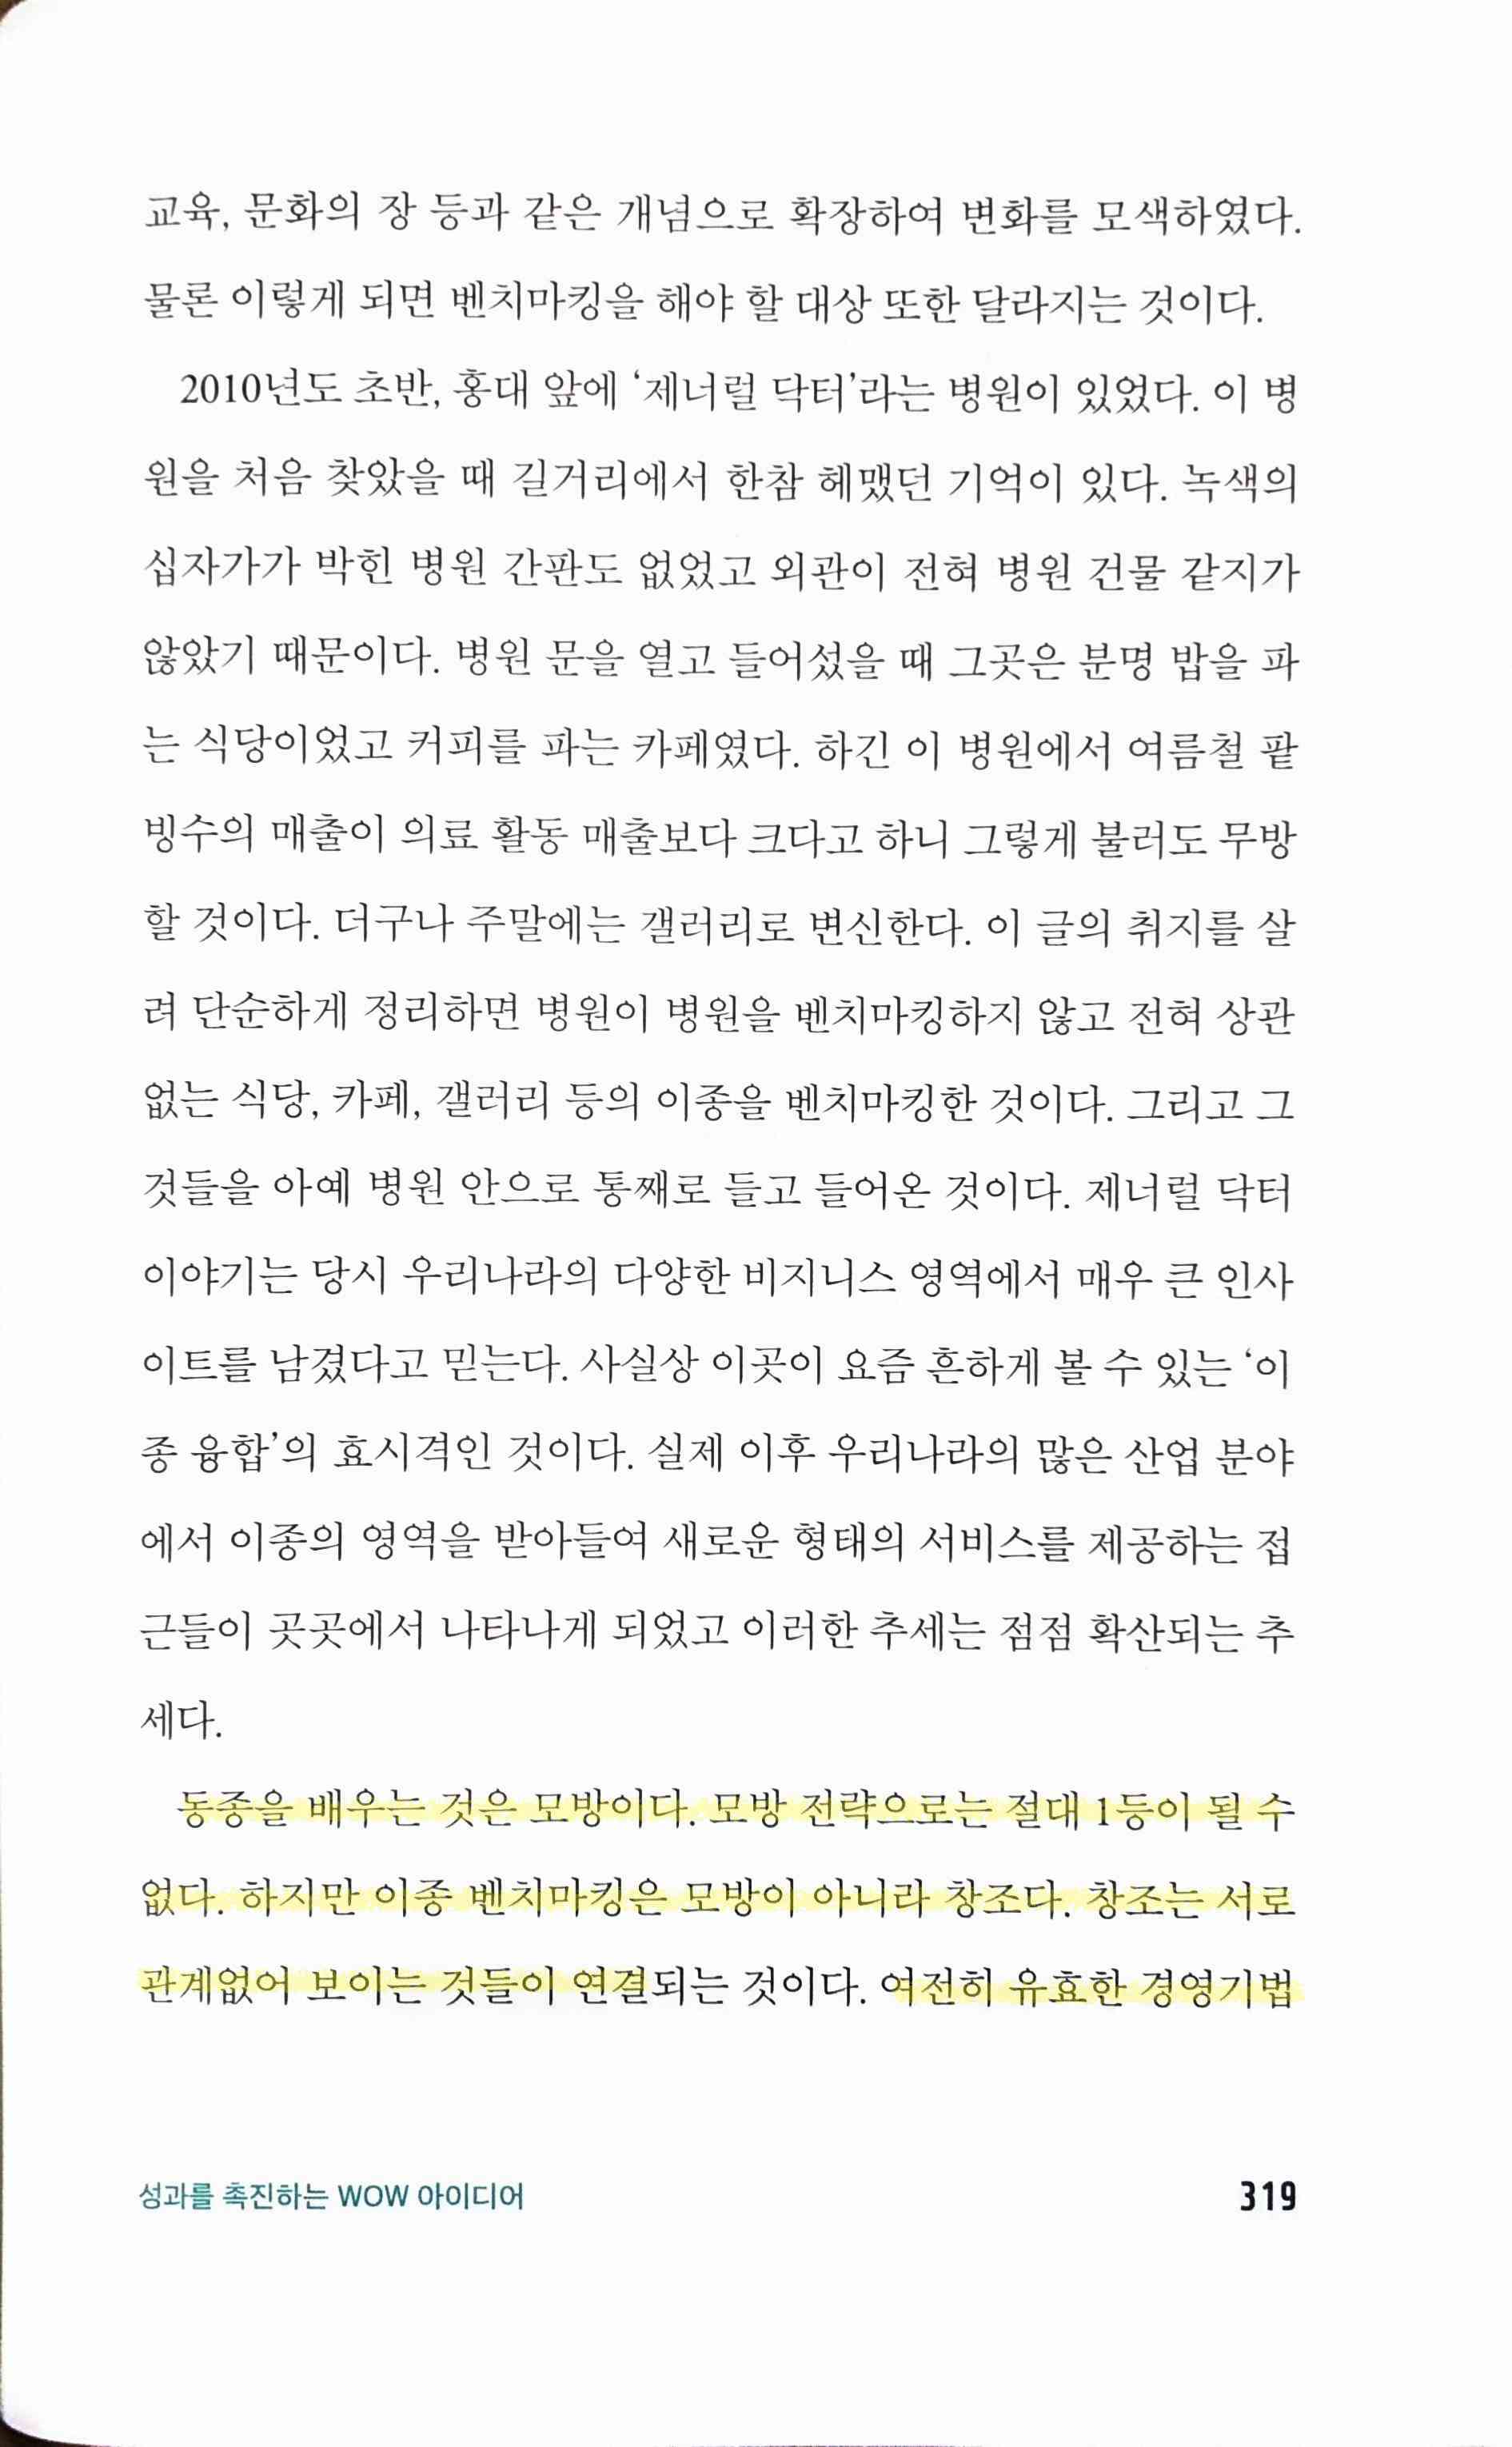 교육, 문화의 장 등과 같은 개념으로 확장하여 변화를 모색하였다.
물론 이렇게 되면 벤치마킹을 해야 할 대상 또한 달라지는 것이다.
2010년도 초반, 홍대 앞에 ‘제너럴 닥터’라는 병원이 있었다. 이 병
원을 처음 찾았을 때 길거리에서 한참 헤맸던 기억이 있다. 녹색의
십자가가 박힌 병원 간판도 없었고 외관이 전혀 병원 건물 같지가
않았기 때문이다. 병원 문을 열고 들어섰을 때 그곳은 분명 밥을 파
는 식당이었고 커피를 파는 카페였다. 하긴 이 병원에서 여름철 팥
빙수의 매출이 의료 활동 매출보다 크다고 하니 그렇게 불러도 무방
할 것이다. 더구나 주말에는 갤러리로 변신한다. 이 글의 취지를 살
려 단순하게 정리하면 병원이 병원을 벤치마킹하지 않고 전혀 상관
없는 식당, 카페, 갤러리 등의 이종을 벤치마킹한 것이다. 그리고 그
것들을 아예 병원 안으로 통째로 들고 들어온 것이다. 제너럴 닥터
이야기는 당시 우리나라의 다양한 비지니스 영역에서 매우 큰 인사
이트를 남겼다고 믿는다. 사실상 이곳이 요즘 흔하게 볼 수 있는 ‘이
종 융합’의 효시격인 것이다. 실제 이후 우리나라의 많은 산업 분야
에서 이종의 영역을 받아들여 새로운 형태의 서비스를 제공하는 접
근들이 곳곳에서 나타나게 되었고 이러한 추세는 점점 확산되는 추
세다.
동종을 배우는 것은 모방이다. 모방 전략으로는 절대 1등이 될 수
없다. 하지만 이종 벤치마킹은 모방이 아니라 창조다. 창조는 서로
관계없어 보이는 것들이 연결되는 것이다. 여전히 유효한 경영기법
성과를 촉진하는 WOW 아이디어
319